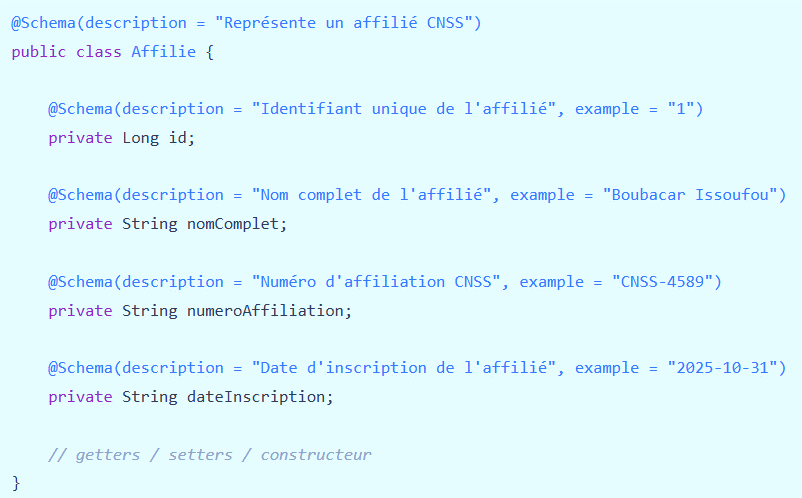 @Schema(description = "Représente un affilié CNSS")
public class Affilie {
@Schema(description = "Identifiant unique de l'affilié", example = "1")
private Long id;
@Schema(description = "Nom complet de l'affilié", example = "Boubacar Issoufou")
private String nomComplet;
@Schema(description = "Numéro d'affiliation CNSS", example = "CNSS-4589")
private String numeroAffiliation;
@Schema(description = "Date d'inscription de l'affilié", example = "2025-10-31")
private String dateInscription;
// getters / setters / constructeur
}